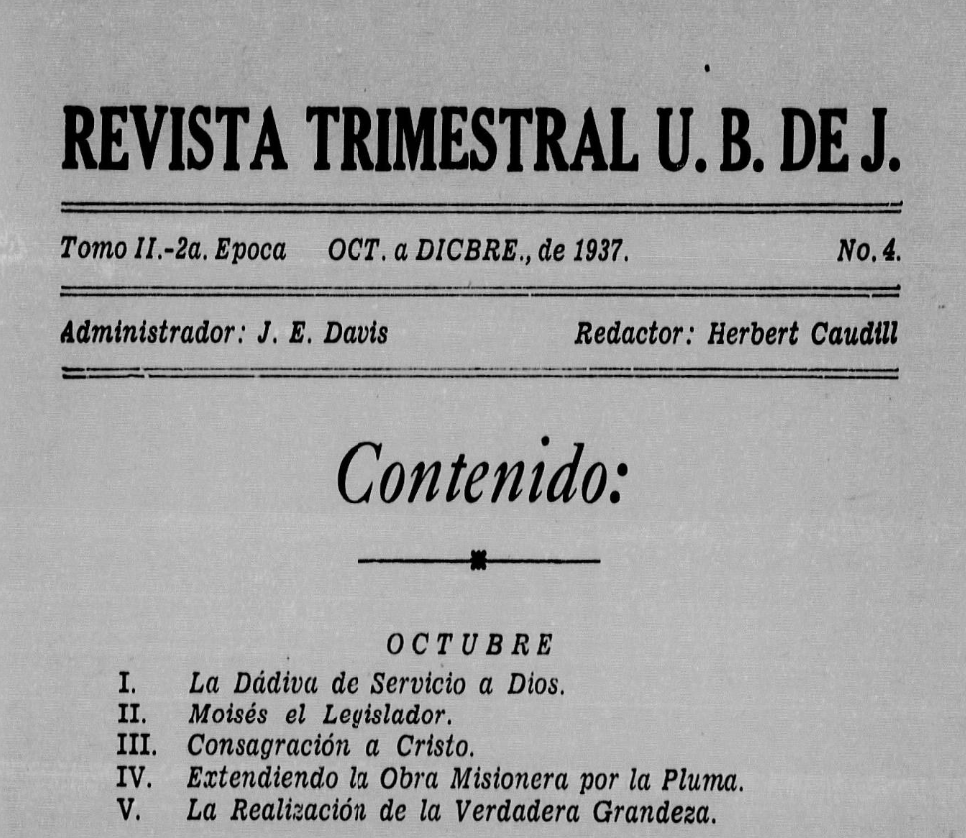 REVISTA TRIMESTRAL U. B. DE J.
Tomo II.-2a. Epoca OCT. a DICBRE., de 1937. No. 4.
Administrador: J. E. Davis Redactor: Herbert Caudill
Contenido:
OCTUBRE
I. La Dádiva de Servicio a Dios.
II. Moisés el Legislador.
III. Consagración a Cristo.
IV. Extendiendo la Obra Misionera por la Pluma.
V. La Realización de la Verdadera Grandeza.